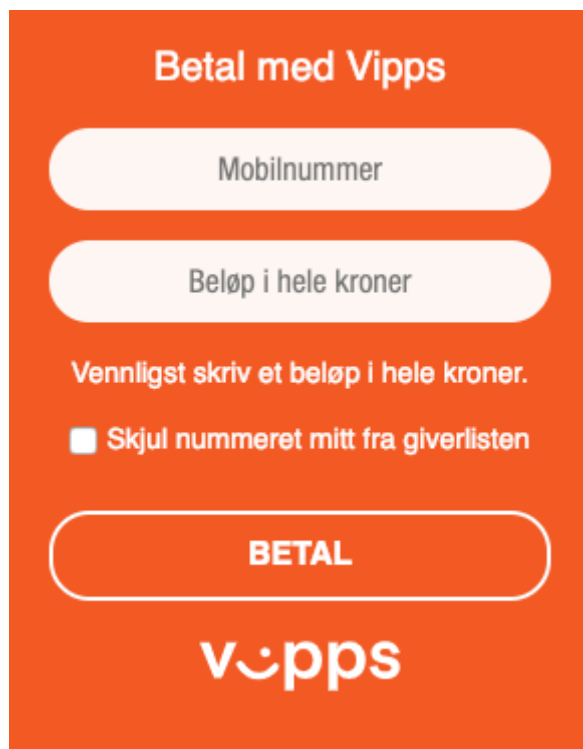 Betal med Vipps
Mobilnummer
Beløp i hele kroner
Vennligst skriv et beløp i hele kroner.
Skjul nummeret mitt fra giverlisten
BETAL
vipps